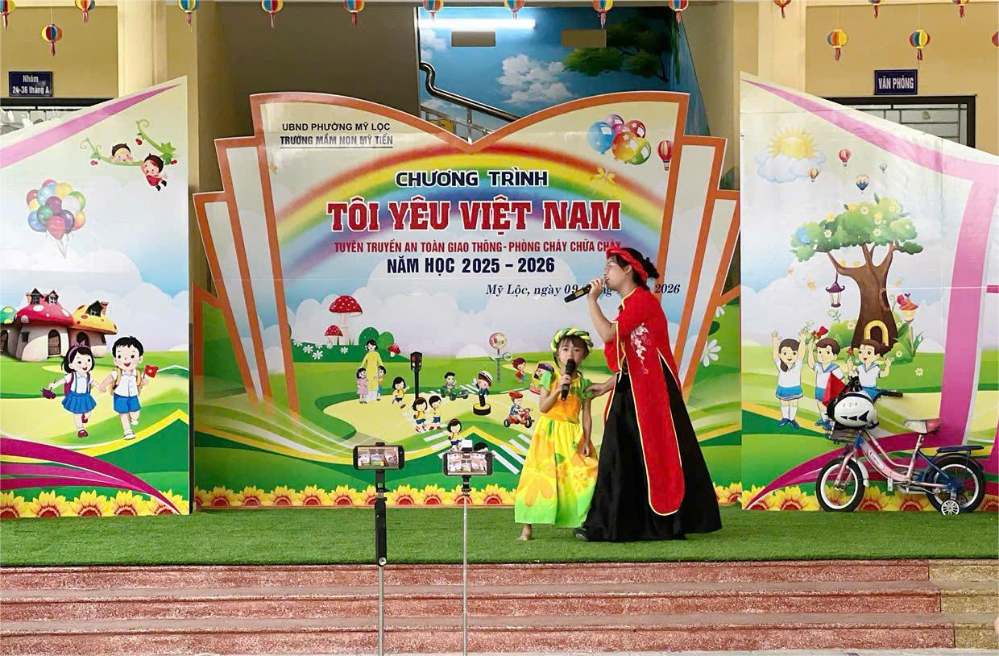 Nhóm
24-36 tháng A
VĂN PHÒNG
UBND PHƯỜNG MỸ LỘC
TRƯỜNG MẦM NON MỸ TIẾN
CHƯƠNG TRÌNH
TÔI YÊU VIỆT NAM
TUYÊN TRUYỀN AN TOÀN GIAO THÔNG - PHÒNG CHÁY CHỮA CHÁY
NĂM HỌC 2025 - 2026
Mỹ Lộc, ngày 09 2026